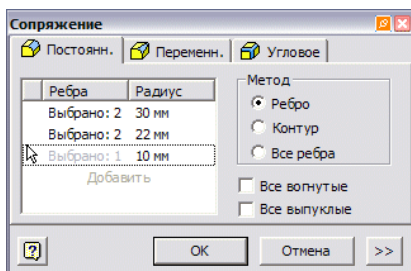 Сопряжение
Постоянн. Переменн. Угловое
Ребра Радиус
Выбрано: 2 30 мм
Выбрано: 2 22 мм
Выбрано: 1 10 мм
Добавить
Метод
Ребро
Контур
Все ребра
Все вогнутые
Все выпуклые
? ОК Отмена >>